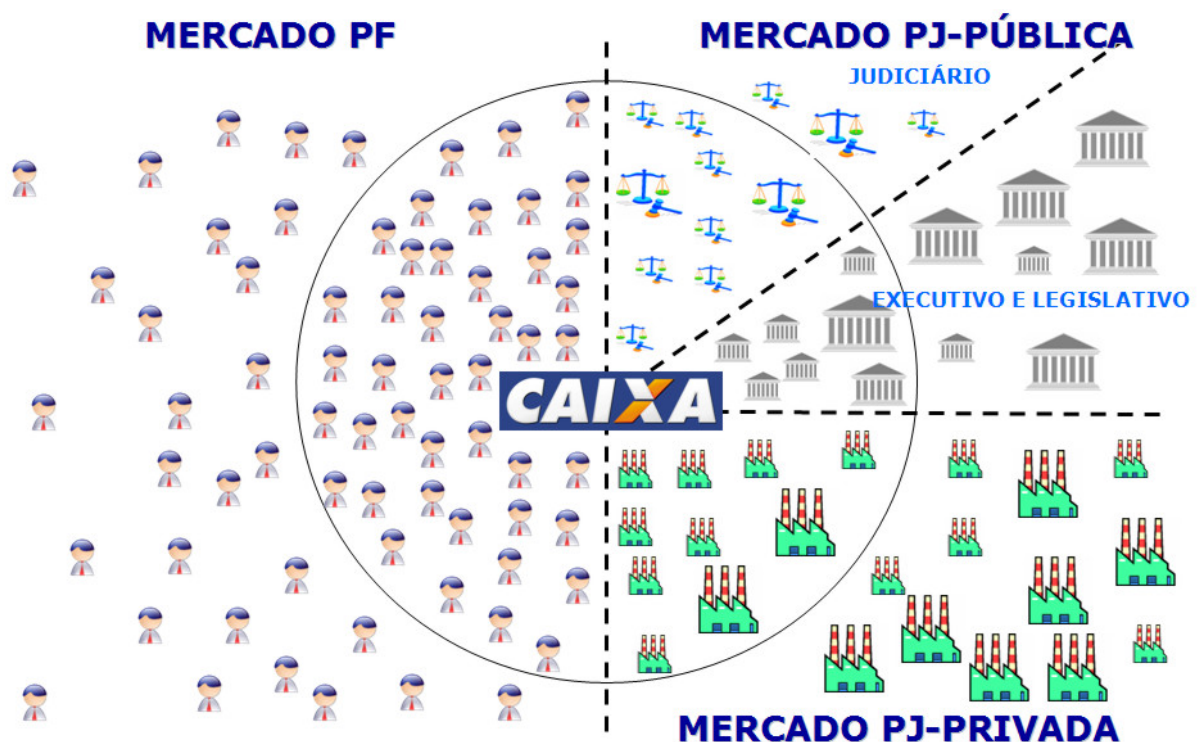 MERCADO PF
MERCADO PJ-PÚBLICA
JUDICIÁRIO
EXECUTIVO E LEGISLATIVO
CAIXA
MERCADO PJ-PRIVADA